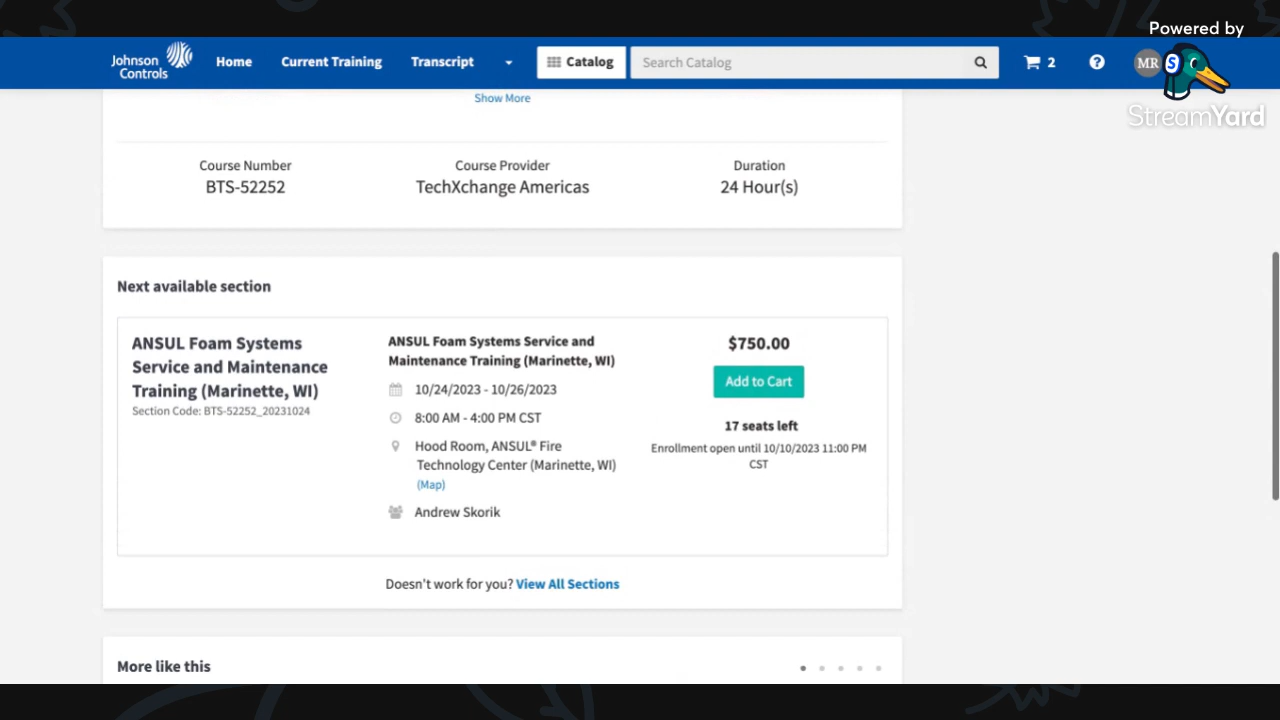 Powered by
StreamYard
Johnson
Controls
Home
Current Training
Transcript
Catalog
Search Catalog
2
MR
S
Show More
Course Number
BTS-52252
Course Provider
TechXchange Americas
Duration
24 Hour(s)
Next available section
ANSUL Foam Systems
Service and Maintenance
Training (Marinette, WI)
Section Code: BTS-52252_20231024
ANSUL Foam Systems Service and
Maintenance Training (Marinette, WI)
10/24/2023 - 10/26/2023
8:00 AM - 4:00 PM CST
Hood Room, ANSUL® Fire
Technology Center (Marinette, WI)
(Map)
Andrew Skorik
$750.00
Add to Cart
17 seats left
Enrollment open until 10/10/2023 11:00 PM
CST
Doesn't work for you? View All Sections
More like this